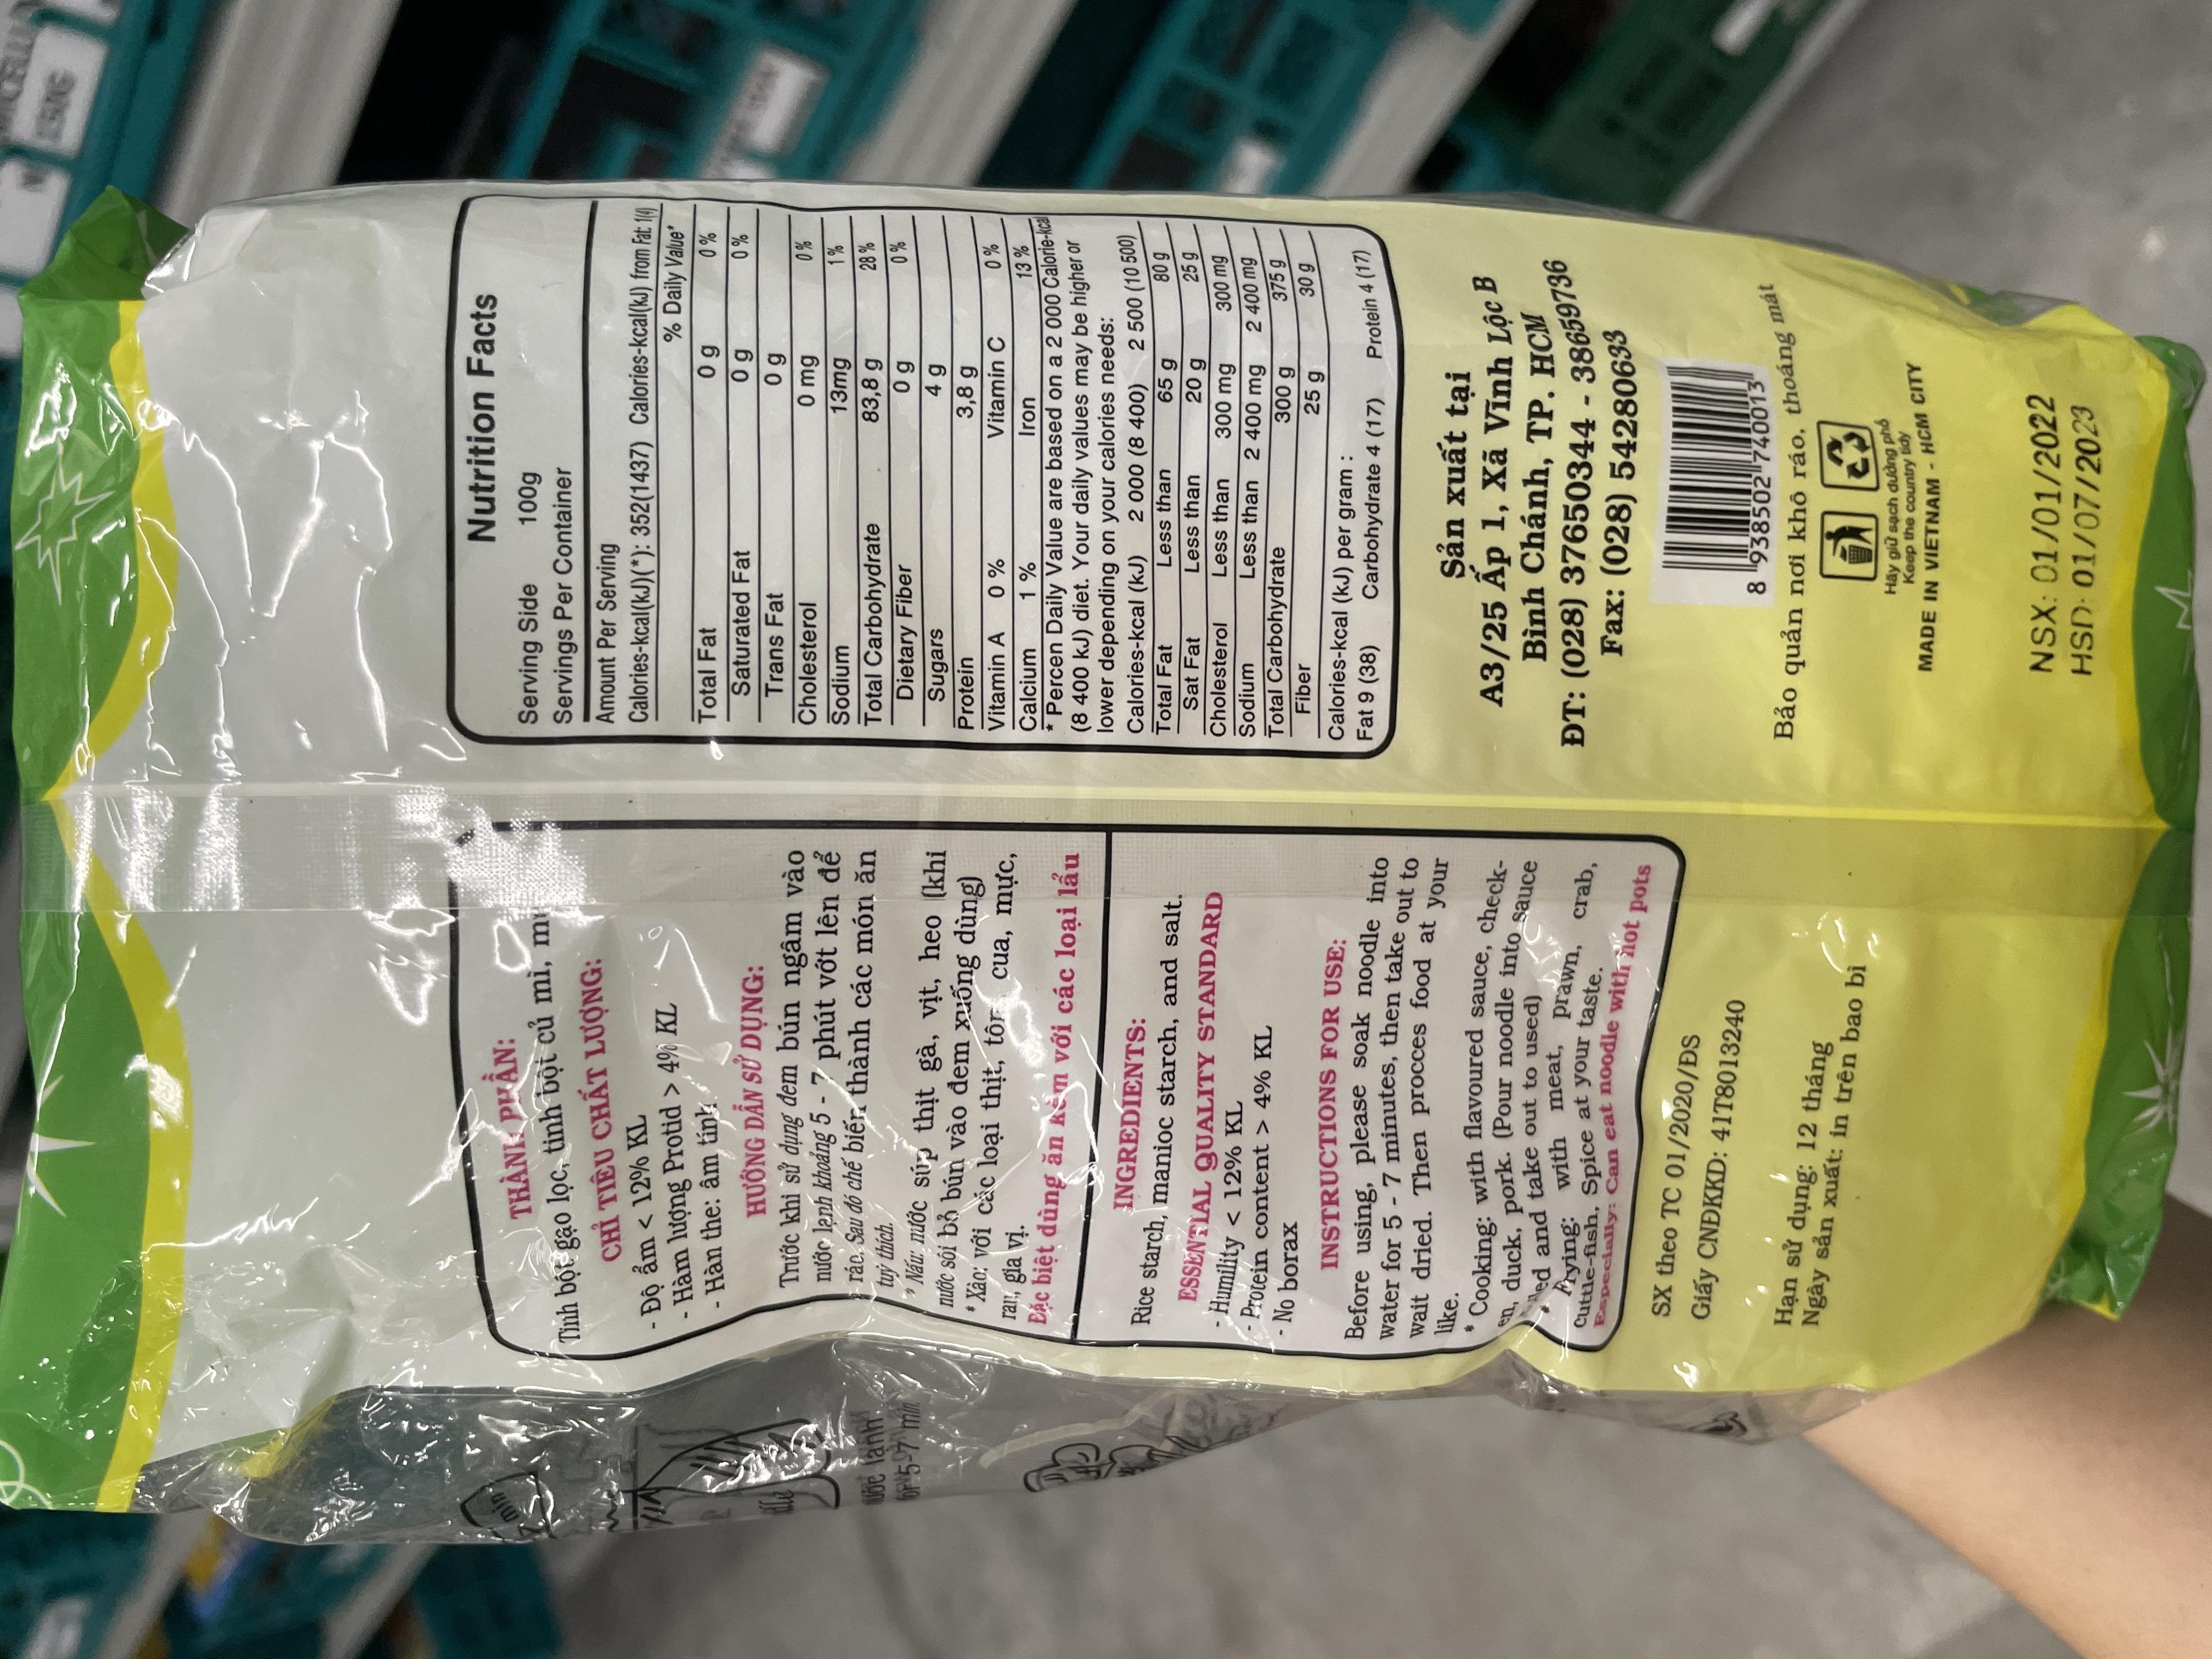 THÀNH PHẦN:
Tinh bột gạo lọc, tinh bột củ mì,
CHỈ TIÊU CHẤT LƯỢNG:
- Độ ẩm < 12% KL
- Hàm lượng Protid > 4% KL
- Hàn the: âm tính
HƯỚNG DẪN SỬ DỤNG:
Trước khi sử dụng đem bún ngâm vào
nước lạnh khoảng 5 - 7 phút vớt lên để
ráo. Sau đó chế biến thành các món ăn
tuỳ thích.
* Nấu: nước súp thịt gà, vịt, heo (khi
nước sôi bỏ bún vào đem xuống dùng)
* Xào: với các loại thịt, tôm cua, mực,
rau, gia vị.
Đặc biệt dùng ăn kèm với các loại lẩu
INGREDIENTS:
Rice starch, manioc starch, and salt.
ESSENTIAL QUALITY STANDARD
- Humility < 12% KL
- Protein content > 4% KL
- No borax
INSTRUCTIONS FOR USE:
Before using, please soak noodle into
water for 5 - 7 minutes, then take out to
wait dried. Then procces food at your
like.
* Cooking: with flavoured sauce, check-
en, duck, pork. (Pour noodle into sauce
and take out to used)
* Frying: with meat, prawn, crab,
cuttle-fish, Spice at your taste.
Especially: Can eat noodle with hot pots
SX theo TC 01/2020/ĐS
Giấy CNĐKKD: 41T8013240
Hạn sử dụng: 12 tháng
Ngày sản xuất: in trên bao bì
Nutrition Facts
Serving Side 100g
Servings Per Container
Amount Per Serving
Calories-kcal(kJ)(*): 352(1437) Calories-kcal(kJ) from Fat: 1(4)
% Daily Value*
Total Fat 0 g 0 %
Saturated Fat 0 g 0 %
Trans Fat 0 g
Cholesterol 0 mg 0 %
Sodium 13mg 1 %
Total Carbohydrate 83,8 g 28 %
Dietary Fiber 0 g 0 %
Sugars 4 g
Protein 3,8 g
Vitamin A 0 % Vitamin C 0 %
Calcium 1 % Iron 13 %
* Percen Daily Value are based on a 2 000 Calorie-kcal
(8 400 kJ) diet. Your daily values may be higher or
lower depending on your calories needs:
Calories-kcal (kJ) 2 000 (8 400) 2 500 (10 500)
Total Fat Less than 65 g 80 g
Sat Fat Less than 20 g 25 g
Cholesterol Less than 300 mg 300 mg
Sodium Less than 2 400 mg 2 400 mg
Total Carbohydrate 300 g 375 g
Fiber 25 g 30 g
Calories-kcal (kJ) per gram :
Fat 9 (38) Carbohydrate 4 (17) Protein 4 (17)
Sản xuất tại
A3/25 Ấp 1, Xã Vĩnh Lộc B
Bình Chánh, TP. HCM
ĐT: (028) 37650344 - 38659736
Fax: (028) 54280633
8 938502 740013
Bảo quản nơi khô ráo, thoáng mát
Hãy giữ sạch đường phố
Keep the country tidy
MADE IN VIETNAM - HCM CITY
NSX: 01/01/2022
HSD: 01/07/2023
min
lạnh
for 5-7 min